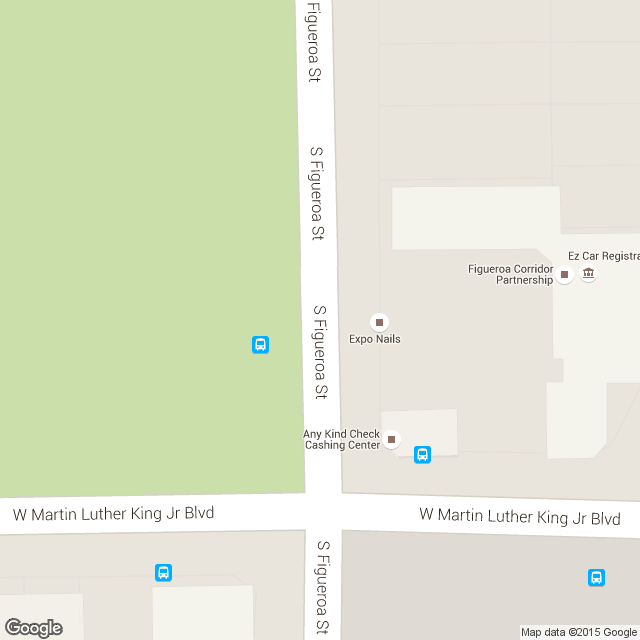 S Figueroa St
S Figueroa St
Ez Car Registra
Figueroa Corridor
Partnership
S Figueroa St
Expo Nails
Any Kind Check
Cashing Center
W Martin Luther King Jr Blvd
W Martin Luther King Jr Blvd
S Figueroa St
Google
Map data ©2015 Google